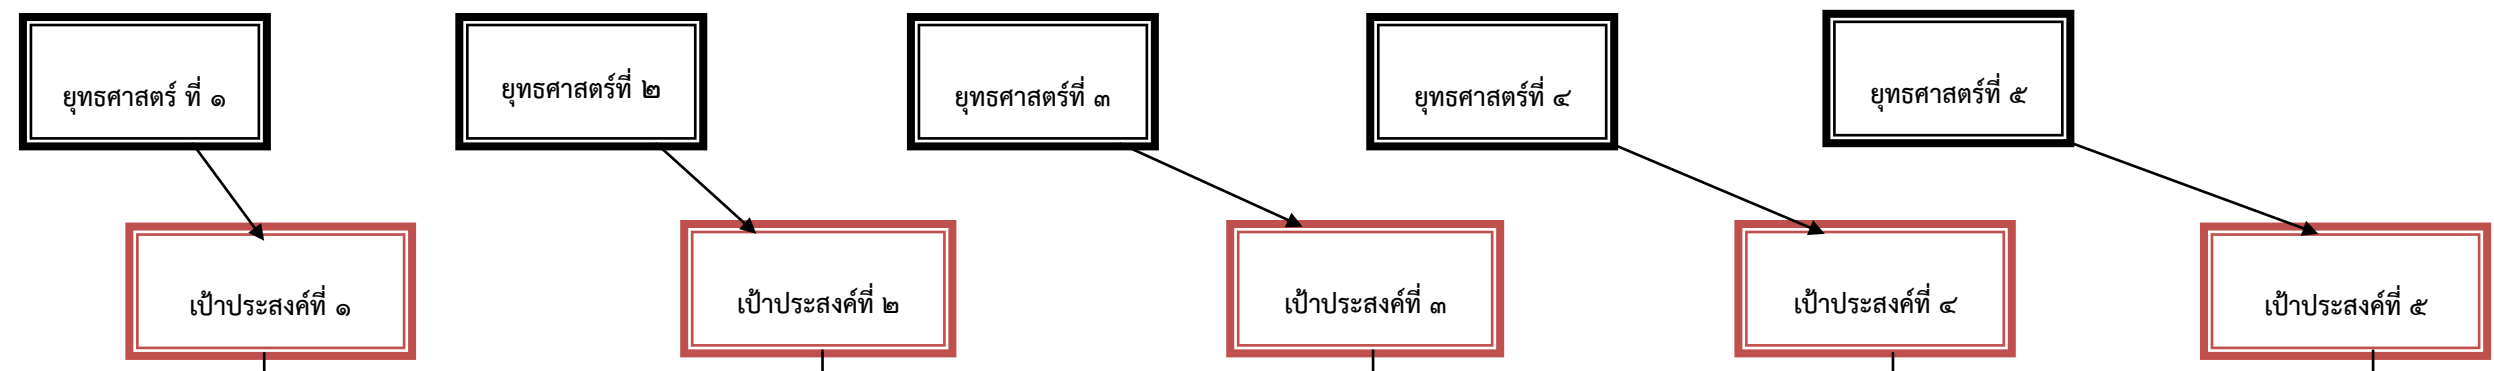 ยุทธศาสตร์ ที่ ๑
ยุทธศาสตร์ที่ ๒
ยุทธศาสตร์ที่ ๓
ยุทธศาสตร์ที่ ๔
ยุทธศาสตร์ที่ ๕
เป้าประสงค์ที่ ๑
เป้าประสงค์ที่ ๒
เป้าประสงค์ที่ ๓
เป้าประสงค์ที่ ๔
เป้าประสงค์ที่ ๕